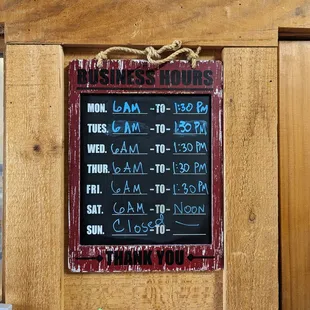 BUSINESS HOURS
MON. 6AM -TO- 1:30 PM
TUES. 6AM -TO- 1:30 PM
WED. 6AM -TO- 1:30 PM
THUR. 6AM -TO- 1:30 PM
FRI. 6AM -TO- 1:30 PM
SAT. 6AM -TO- NOON
SUN. Closed -TO- —
THANK YOU